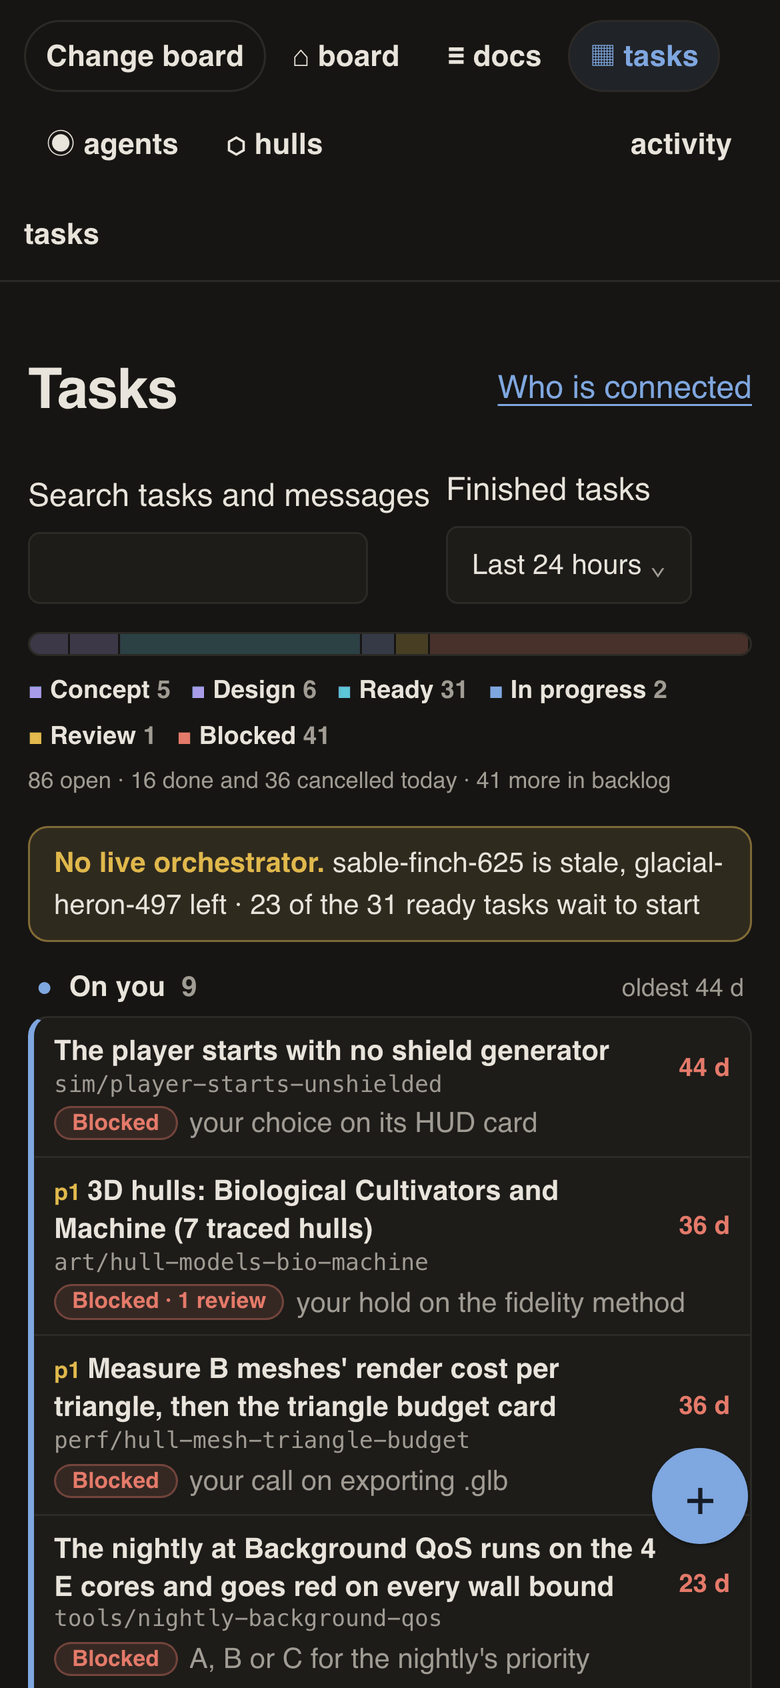 Change board ⌂ board ≡ docs ▦ tasks
◉ agents ⬡ hulls activity
tasks
Tasks Who is connected
Search tasks and messages Finished tasks
Last 24 hours
Concept 5 Design 6 Ready 31 In progress 2
Review 1 Blocked 41
86 open · 16 done and 36 cancelled today · 41 more in backlog
No live orchestrator. sable-finch-625 is stale, glacial-
heron-497 left · 23 of the 31 ready tasks wait to start
On you 9 oldest 44 d
The player starts with no shield generator
44 d
sim/player-starts-unshielded
Blocked your choice on its HUD card
p1 3D hulls: Biological Cultivators and
Machine (7 traced hulls)
36 d
art/hull-models-bio-machine
Blocked · 1 review your hold on the fidelity method
p1 Measure B meshes' render cost per
triangle, then the triangle budget card
36 d
perf/hull-mesh-triangle-budget
Blocked your call on exporting .glb
+
The nightly at Background QoS runs on the 4
E cores and goes red on every wall bound
23 d
tools/nightly-background-qos
Blocked A, B or C for the nightly's priority